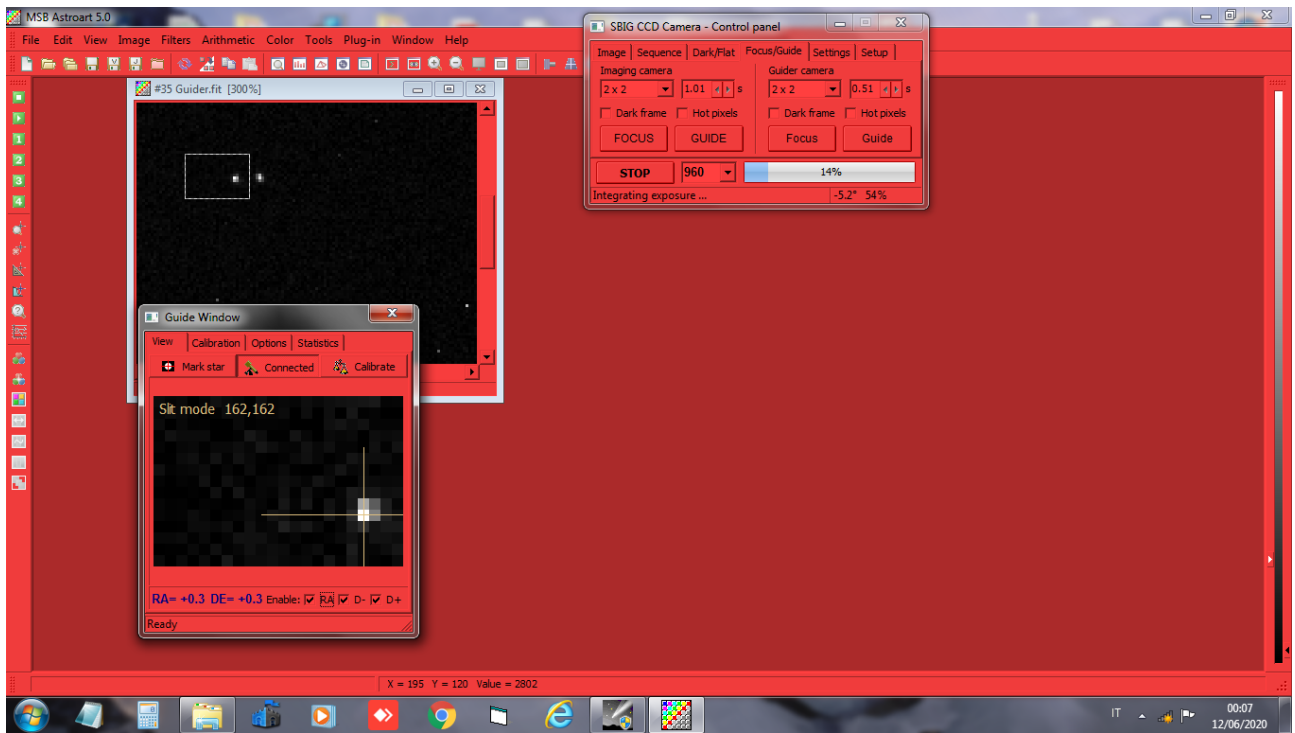 MSB Astroart 5.0
File Edit View Image Filters Arithmetic Color Tools Plug-in Window Help
SBIG CCD Camera - Control panel
Image Sequence Dark/Flat Focus/Guide Settings Setup
Imaging camera Guider camera
2 x 2 1.01 s 2 x 2 0.51 s
Dark frame Hot pixels Dark frame Hot pixels
FOCUS GUIDE Focus Guide
STOP 960 14%
Integrating exposure ... -5.2° 54%
#35 Guider.fit [300%]
1
2
3
4
Guide Window
View Calibration Options Statistics
Mark star Connected Calibrate
Slit mode 162,162
RA= +0.3 DE= +0.3 Enable: RA D- D+
Ready
X = 195 Y = 120 Value = 2802
IT 00:07
12/06/2020